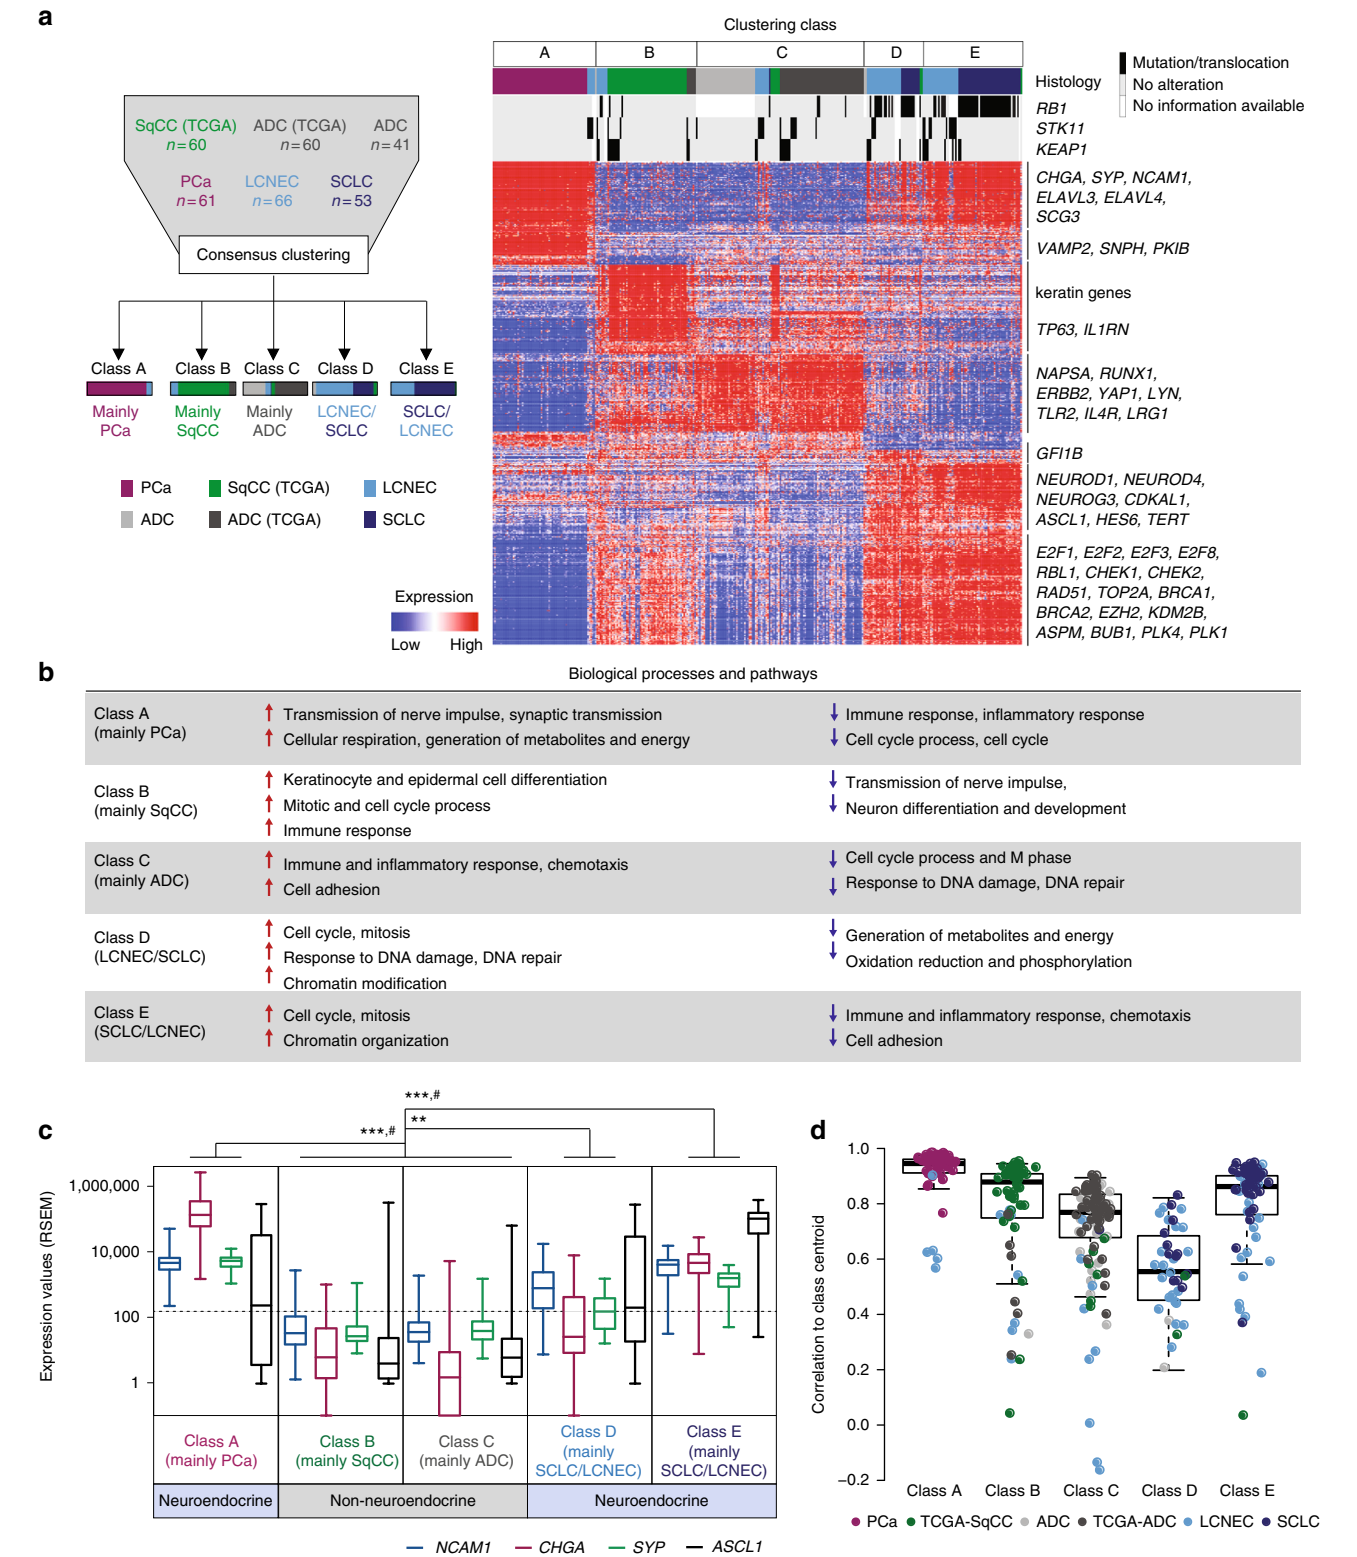 a
Clustering class
A B C D E
Histology
RB1
STK11
KEAP1
Mutation/translocation
No alteration
No information available
SqCC (TCGA) ADC (TCGA) ADC
n=60 n=60 n=41
PCa LCNEC SCLC
n=61 n=66 n=53
Consensus clustering
Class A Class B Class C Class D Class E
Mainly PCa
Mainly SqCC
Mainly ADC
LCNEC/ SCLC
SCLC/ LCNEC
PCa SqCC (TCGA) LCNEC
ADC ADC (TCGA) SCLC
Expression
Low High
CHGA, SYP, NCAM1,
ELAVL3, ELAVL4,
SCG3
VAMP2, SNPH, PKIB
keratin genes
TP63, IL1RN
NAPSA, RUNX1,
ERBB2, YAP1, LYN,
TLR2, IL4R, LRG1
GFI1B
NEUROD1, NEUROD4,
NEUROG3, CDKAL1,
ASCL1, HES6, TERT
E2F1, E2F2, E2F3, E2F8,
RBL1, CHEK1, CHEK2,
RAD51, TOP2A, BRCA1,
BRCA2, EZH2, KDM2B,
ASPM, BUB1, PLK4, PLK1
b
Biological processes and pathways
Class A
(mainly PCa)
Transmission of nerve impulse, synaptic transmission
Cellular respiration, generation of metabolites and energy
Immune response, inflammatory response
Cell cycle process, cell cycle
Class B
(mainly SqCC)
Keratinocyte and epidermal cell differentiation
Mitotic and cell cycle process
Immune response
Transmission of nerve impulse,
Neuron differentiation and development
Class C
(mainly ADC)
Immune and inflammatory response, chemotaxis
Cell adhesion
Cell cycle process and M phase
Response to DNA damage, DNA repair
Class D
(LCNEC/SCLC)
Cell cycle, mitosis
Response to DNA damage, DNA repair
Chromatin modification
Generation of metabolites and energy
Oxidation reduction and phosphorylation
Class E
(SCLC/LCNEC)
Cell cycle, mitosis
Chromatin organization
Immune and inflammatory response, chemotaxis
Cell adhesion
c
***,#
**
***,#
Expression values (RSEM)
1,000,000
10,000
100
1
Class A
(mainly PCa)
Class B
(mainly SqCC)
Class C
(mainly ADC)
Class D
(mainly
SCLC/LCNEC)
Class E
(mainly
SCLC/LCNEC)
Neuroendocrine Non-neuroendocrine Neuroendocrine
NCAM1 CHGA SYP ASCL1
d
Correlation to class centroid
1.0
0.8
0.6
0.4
0.2
0.0
−0.2
Class A Class B Class C Class D Class E
PCa TCGA-SqCC ADC TCGA-ADC LCNEC SCLC